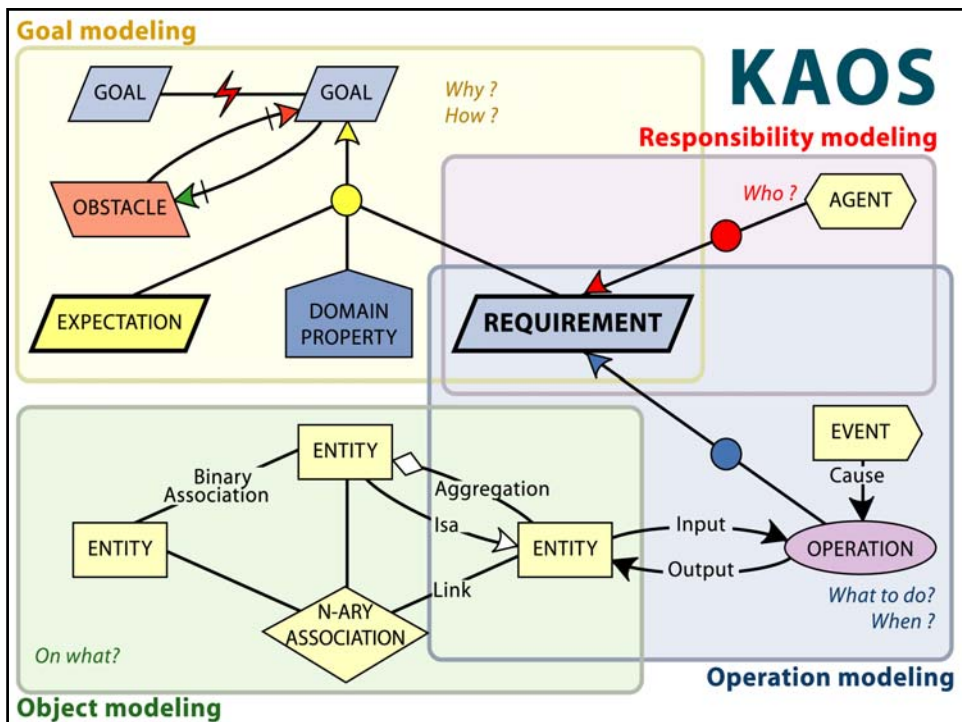 Goal modeling
KAOS
GOAL
GOAL
Why ?
How ?
Responsibility modeling
Who ?
AGENT
OBSTACLE
EXPECTATION
DOMAIN
PROPERTY
REQUIREMENT
ENTITY
EVENT
Binary
Association
Aggregation
Cause
Isa
Input
ENTITY
ENTITY
OPERATION
Output
Link
N-ARY
ASSOCIATION
What to do?
When ?
On what?
Operation modeling
Object modeling